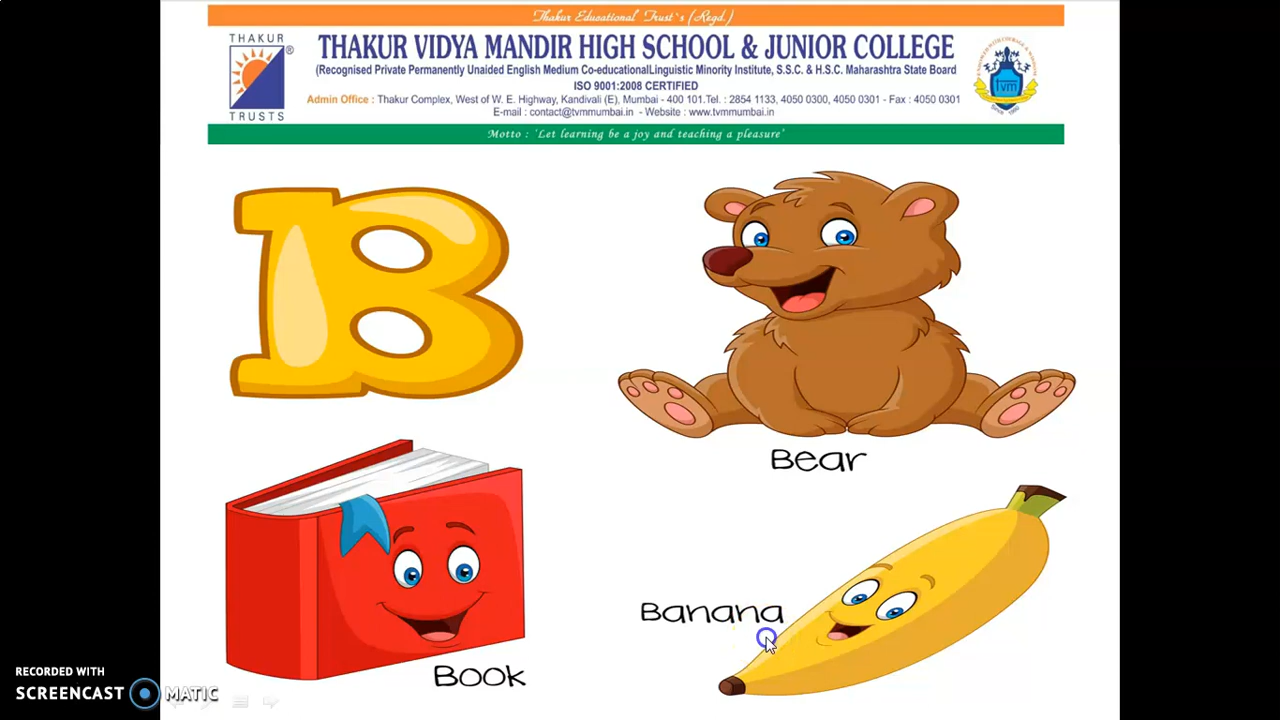 Thakur Educational Trust`s (Regd.)
THAKUR
TRUSTS
THAKUR VIDYA MANDIR HIGH SCHOOL & JUNIOR COLLEGE
(Recognised Private Permanently Unaided English Medium Co-educationalLinguistic Minority Institute, S.S.C. & H.S.C. Maharashtra State Board
ISO 9001:2008 CERTIFIED
Admin Office : Thakur Complex, West of W. E. Highway, Kandivali (E), Mumbai - 400 101.Tel. : 2854 1133, 4050 0300, 4050 0301 - Fax : 4050 0301
E-mail : contact@tvmmumbai.in - Website : www.tvmmumbai.in
tvm
Motto : 'Let learning be a joy and teaching a pleasure'
B
Bear
Book
Banana
RECORDED WITH
SCREENCAST MATIC